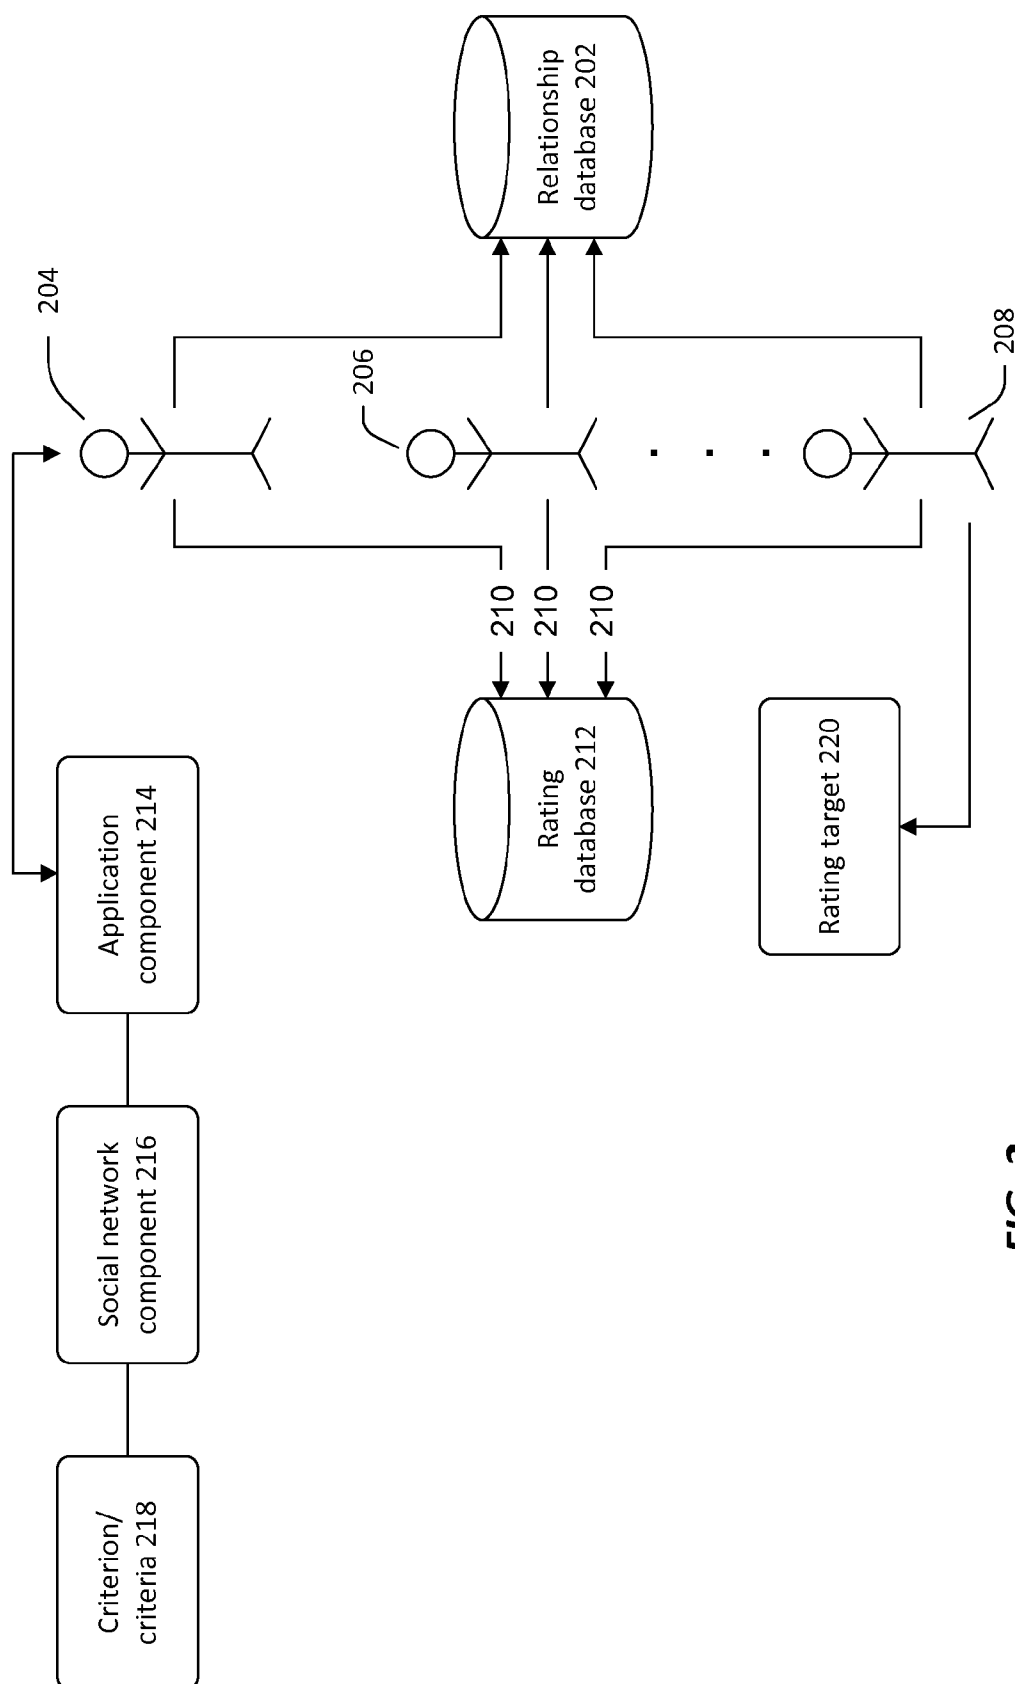 Criterion/
criteria 218
Social network
component 216
Application
component 214
204
206
Rating
database 212
210
210
210
Relationship
database 202
Rating target 220
208
FIG. 2